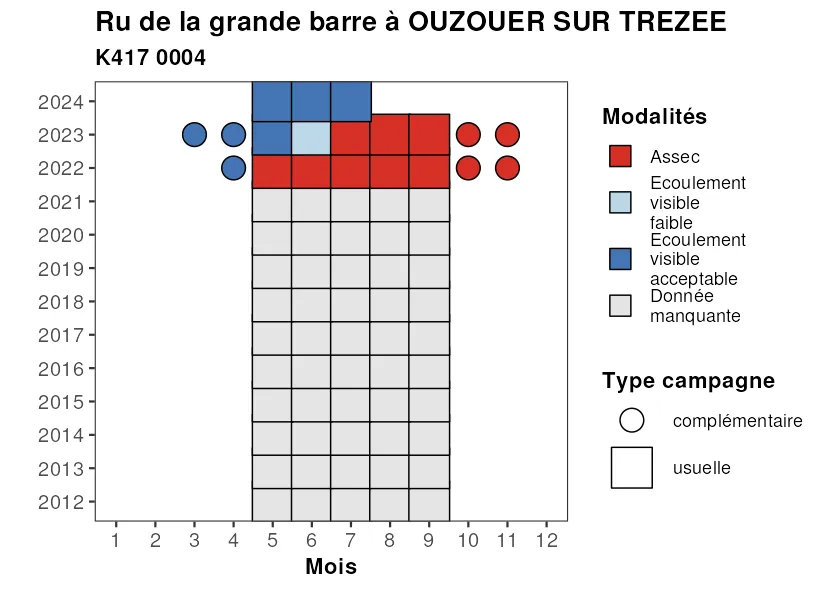 Ru de la grande barre à OUZOUER SUR TREZEE
K417 0004
2024
2023
2022
2021
2020
2019
2018
2017
2016
2015
2014
2013
2012
1 2 3 4 5 6 7 8 9 10 11 12
Mois
Modalités
Assec
Ecoulement
visible
faible
Ecoulement
visible
acceptable
Donnée
manquante
Type campagne
complémentaire
usuelle